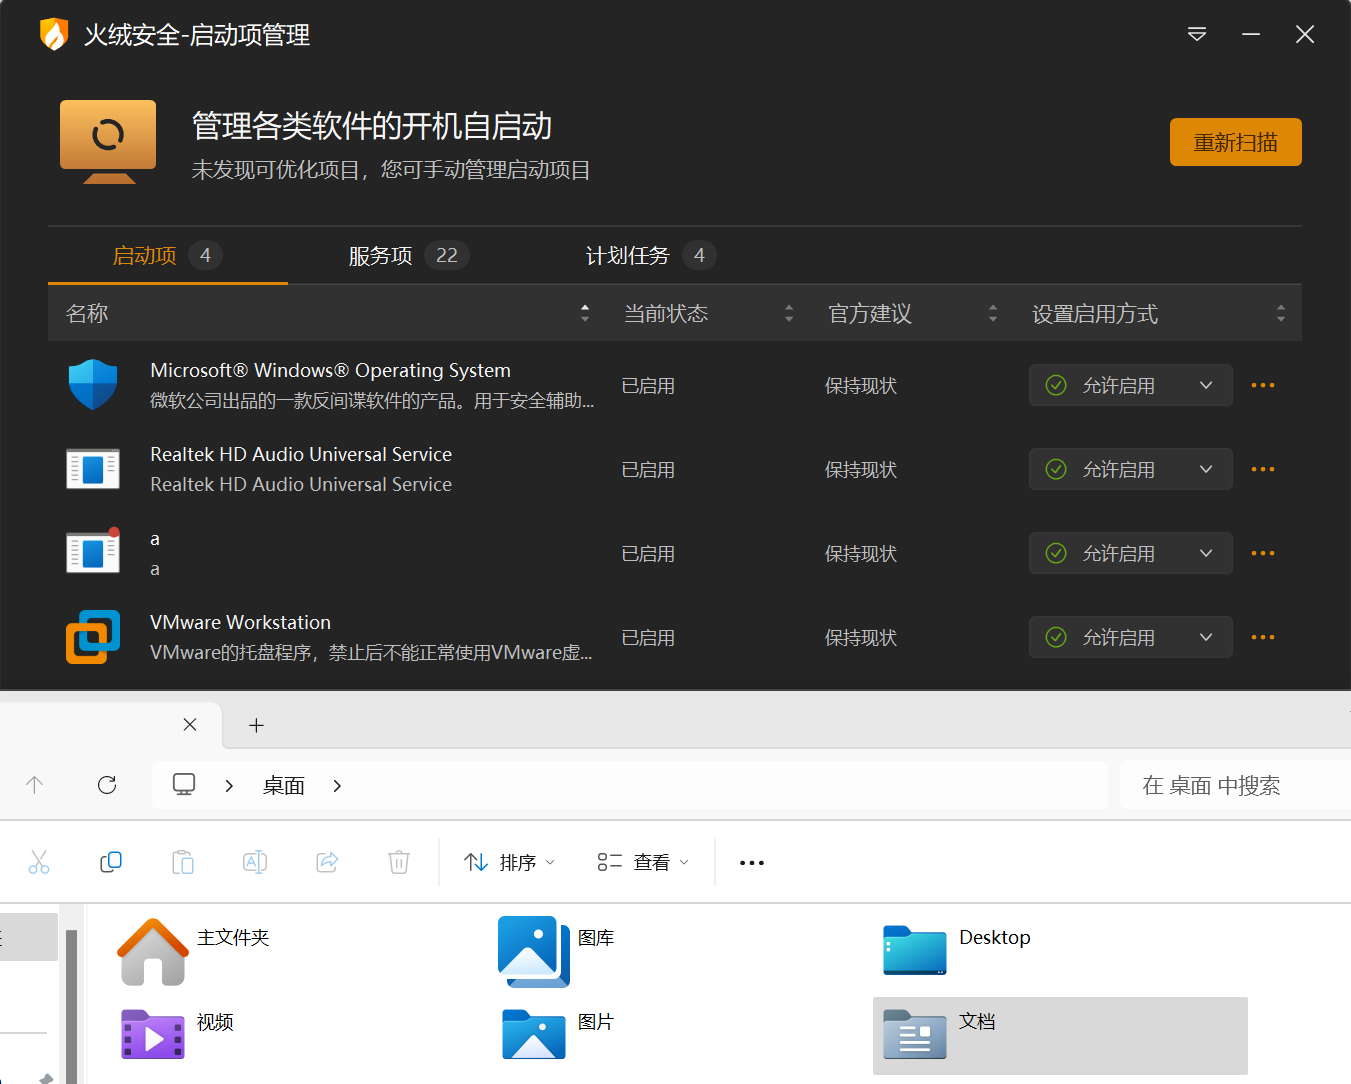 火绒安全-启动项管理
管理各类软件的开机自启动
未发现可优化项目，您可手动管理启动项目
重新扫描
启动项 4 服务项 22 计划任务 4
名称 当前状态 官方建议 设置启用方式
Microsoft® Windows® Operating System
微软公司出品的一款反间谍软件的产品。用于安全辅助... 已启用 保持现状 允许启用
Realtek HD Audio Universal Service
Realtek HD Audio Universal Service 已启用 保持现状 允许启用
a
a 已启用 保持现状 允许启用
VMware Workstation
VMware的托盘程序，禁止后不能正常使用VMware虚... 已启用 保持现状 允许启用
桌面
在 桌面 中搜索
排序 查看
主文件夹 图库 Desktop
视频 图片 文档